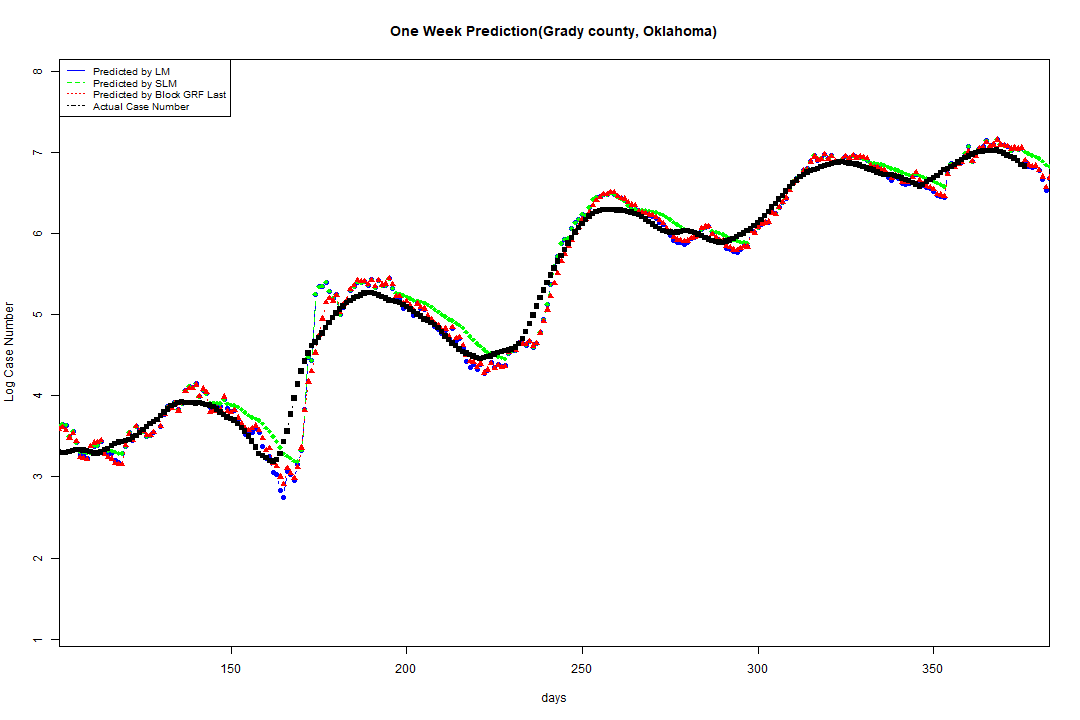 One Week Prediction(Grady county, Oklahoma)
Predicted by LM
Predicted by SLM
Predicted by Block GRF Last
Actual Case Number
8
7
6
5
4
3
2
1
Log Case Number
150 200 250 300 350
days